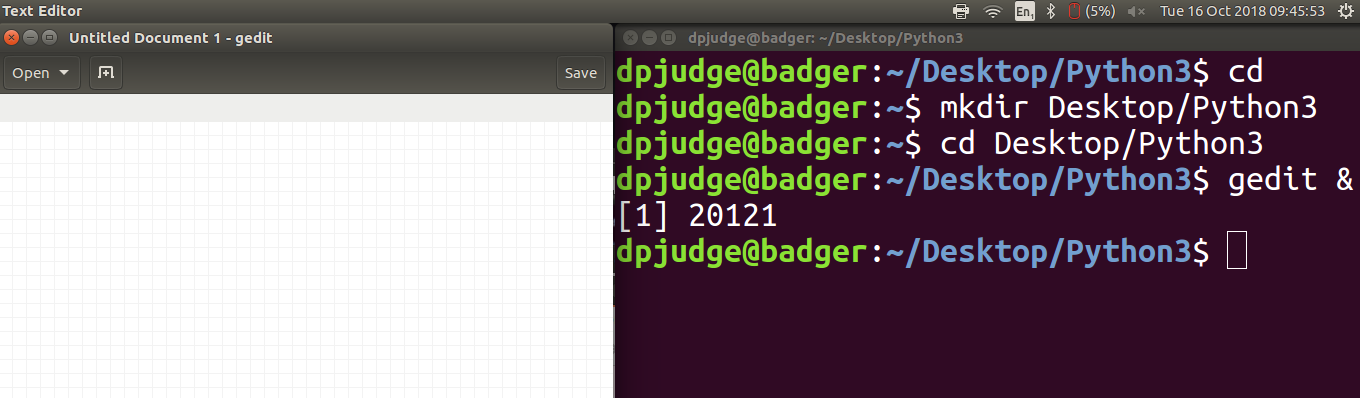 Text Editor En1 (5%) Tue 16 Oct 2018 09:45:53
Untitled Document 1 - gedit
Open Save
dpjudge@badger: ~/Desktop/Python3
dpjudge@badger:~/Desktop/Python3$ cd
dpjudge@badger:~$ mkdir Desktop/Python3
dpjudge@badger:~$ cd Desktop/Python3
dpjudge@badger:~/Desktop/Python3$ gedit &
[1] 20121
dpjudge@badger:~/Desktop/Python3$